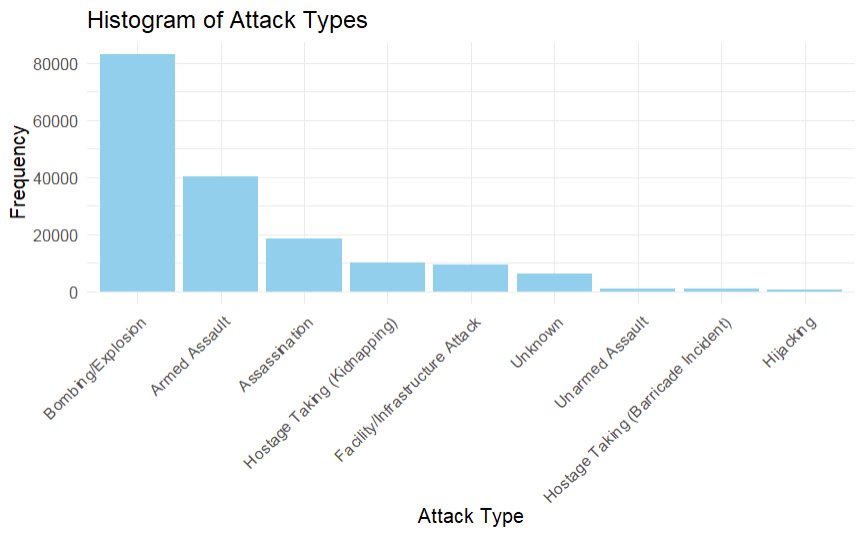 Histogram of Attack Types
Frequency
80000
60000
40000
20000
0
Bombing/Explosion
Armed Assault
Assassination
Hostage Taking (Kidnapping)
Facility/Infrastructure Attack
Unknown
Unarmed Assault
Hostage Taking (Barricade Incident)
Hijacking
Attack Type